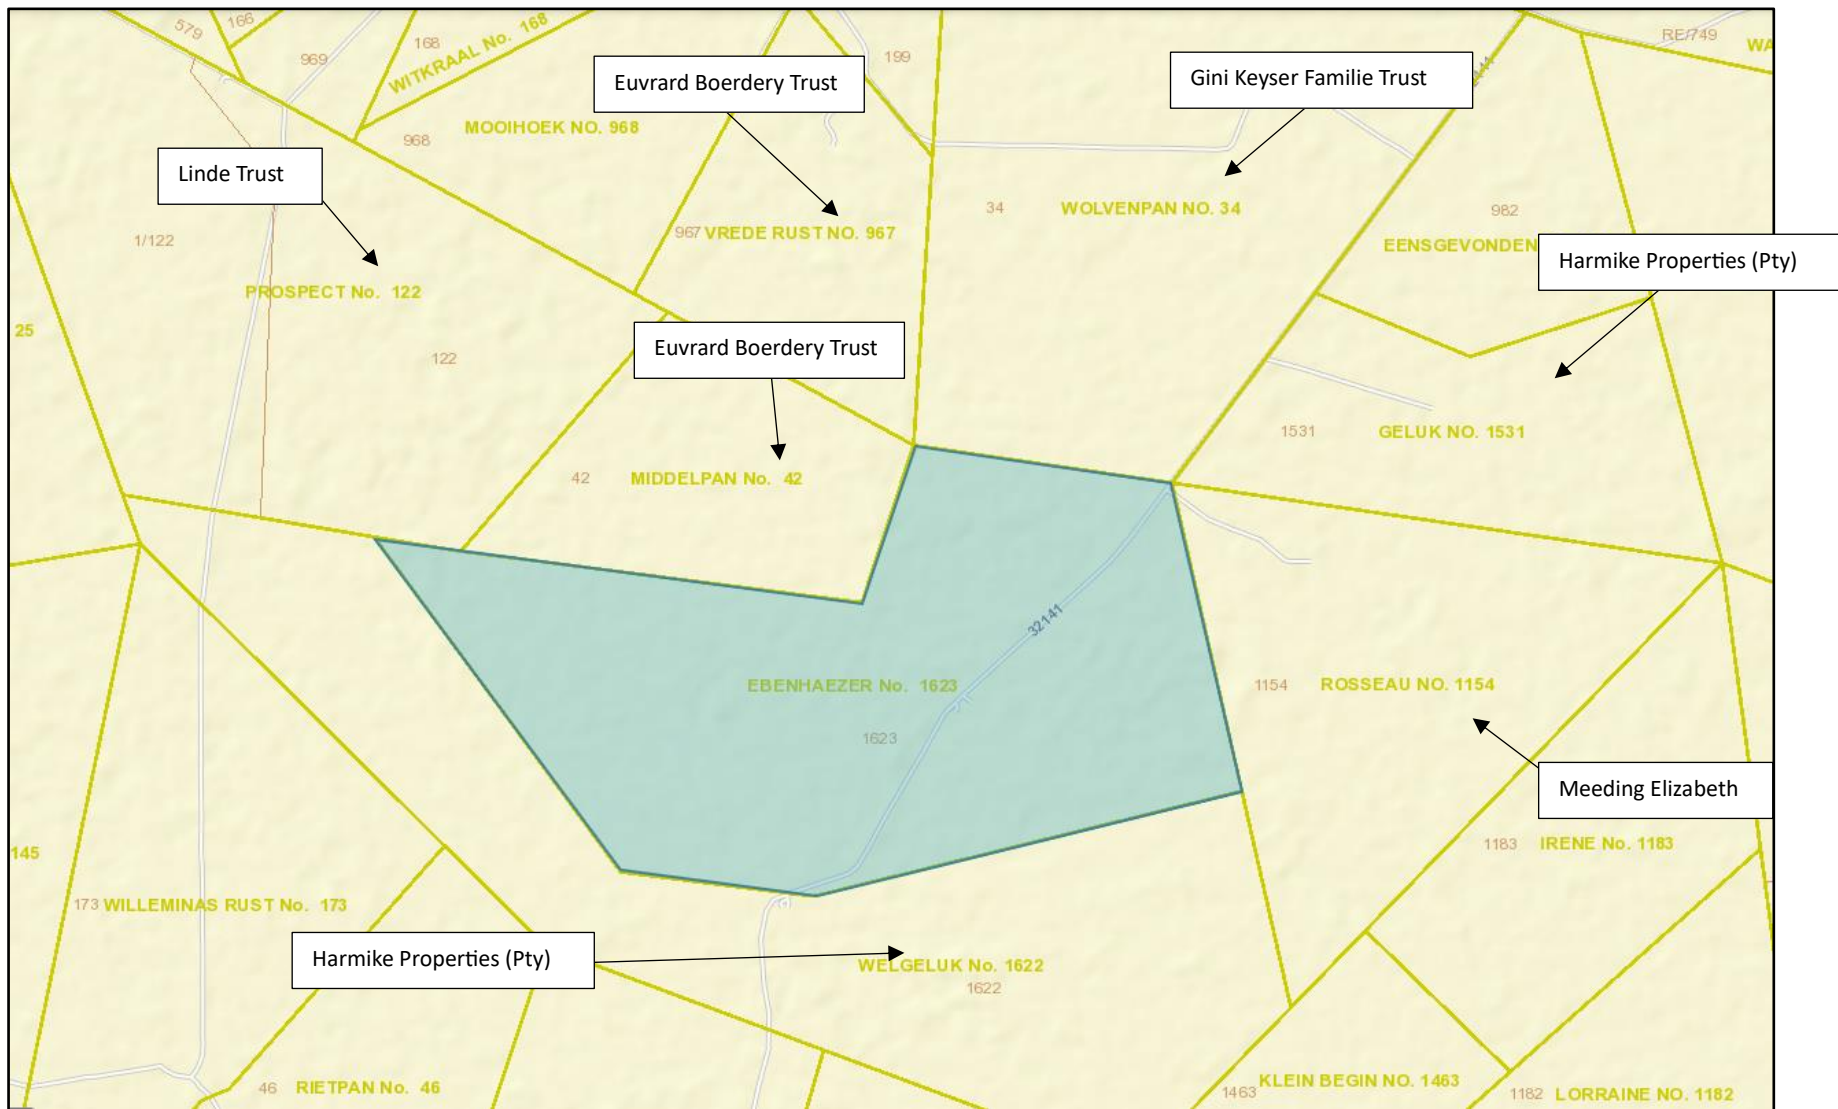 579
166
168
WITKRAAL No. 168
199
RE/749
WA
969
Euvrard Boerdery Trust
Gini Keyser Familie Trust
968
MOOIHOEK NO. 968
Linde Trust
1/122
967 VREDE RUST NO. 967
34
WOLVENPAN NO. 34
982
EENSGEVONDEN
Harmike Properties (Pty)
PROSPECT No. 122
25
122
Euvrard Boerdery Trust
1531
GELUK NO. 1531
42
MIDDELPAN No. 42
32141
EBENHAEZER No. 1623
1623
1154
ROSSEAU NO. 1154
Meeding Elizabeth
1183
IRENE No. 1183
145
173 WILLEMINAS RUST No. 173
Harmike Properties (Pty)
WELGELUK No. 1622
1622
46
RIETPAN No. 46
1463
KLEIN BEGIN NO. 1463
1182
LORRAINE NO. 1182